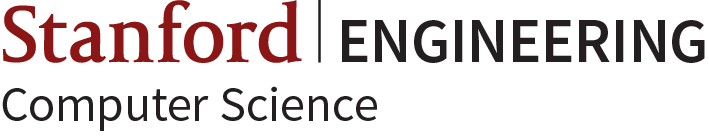 Stanford | ENGINEERING
Computer Science